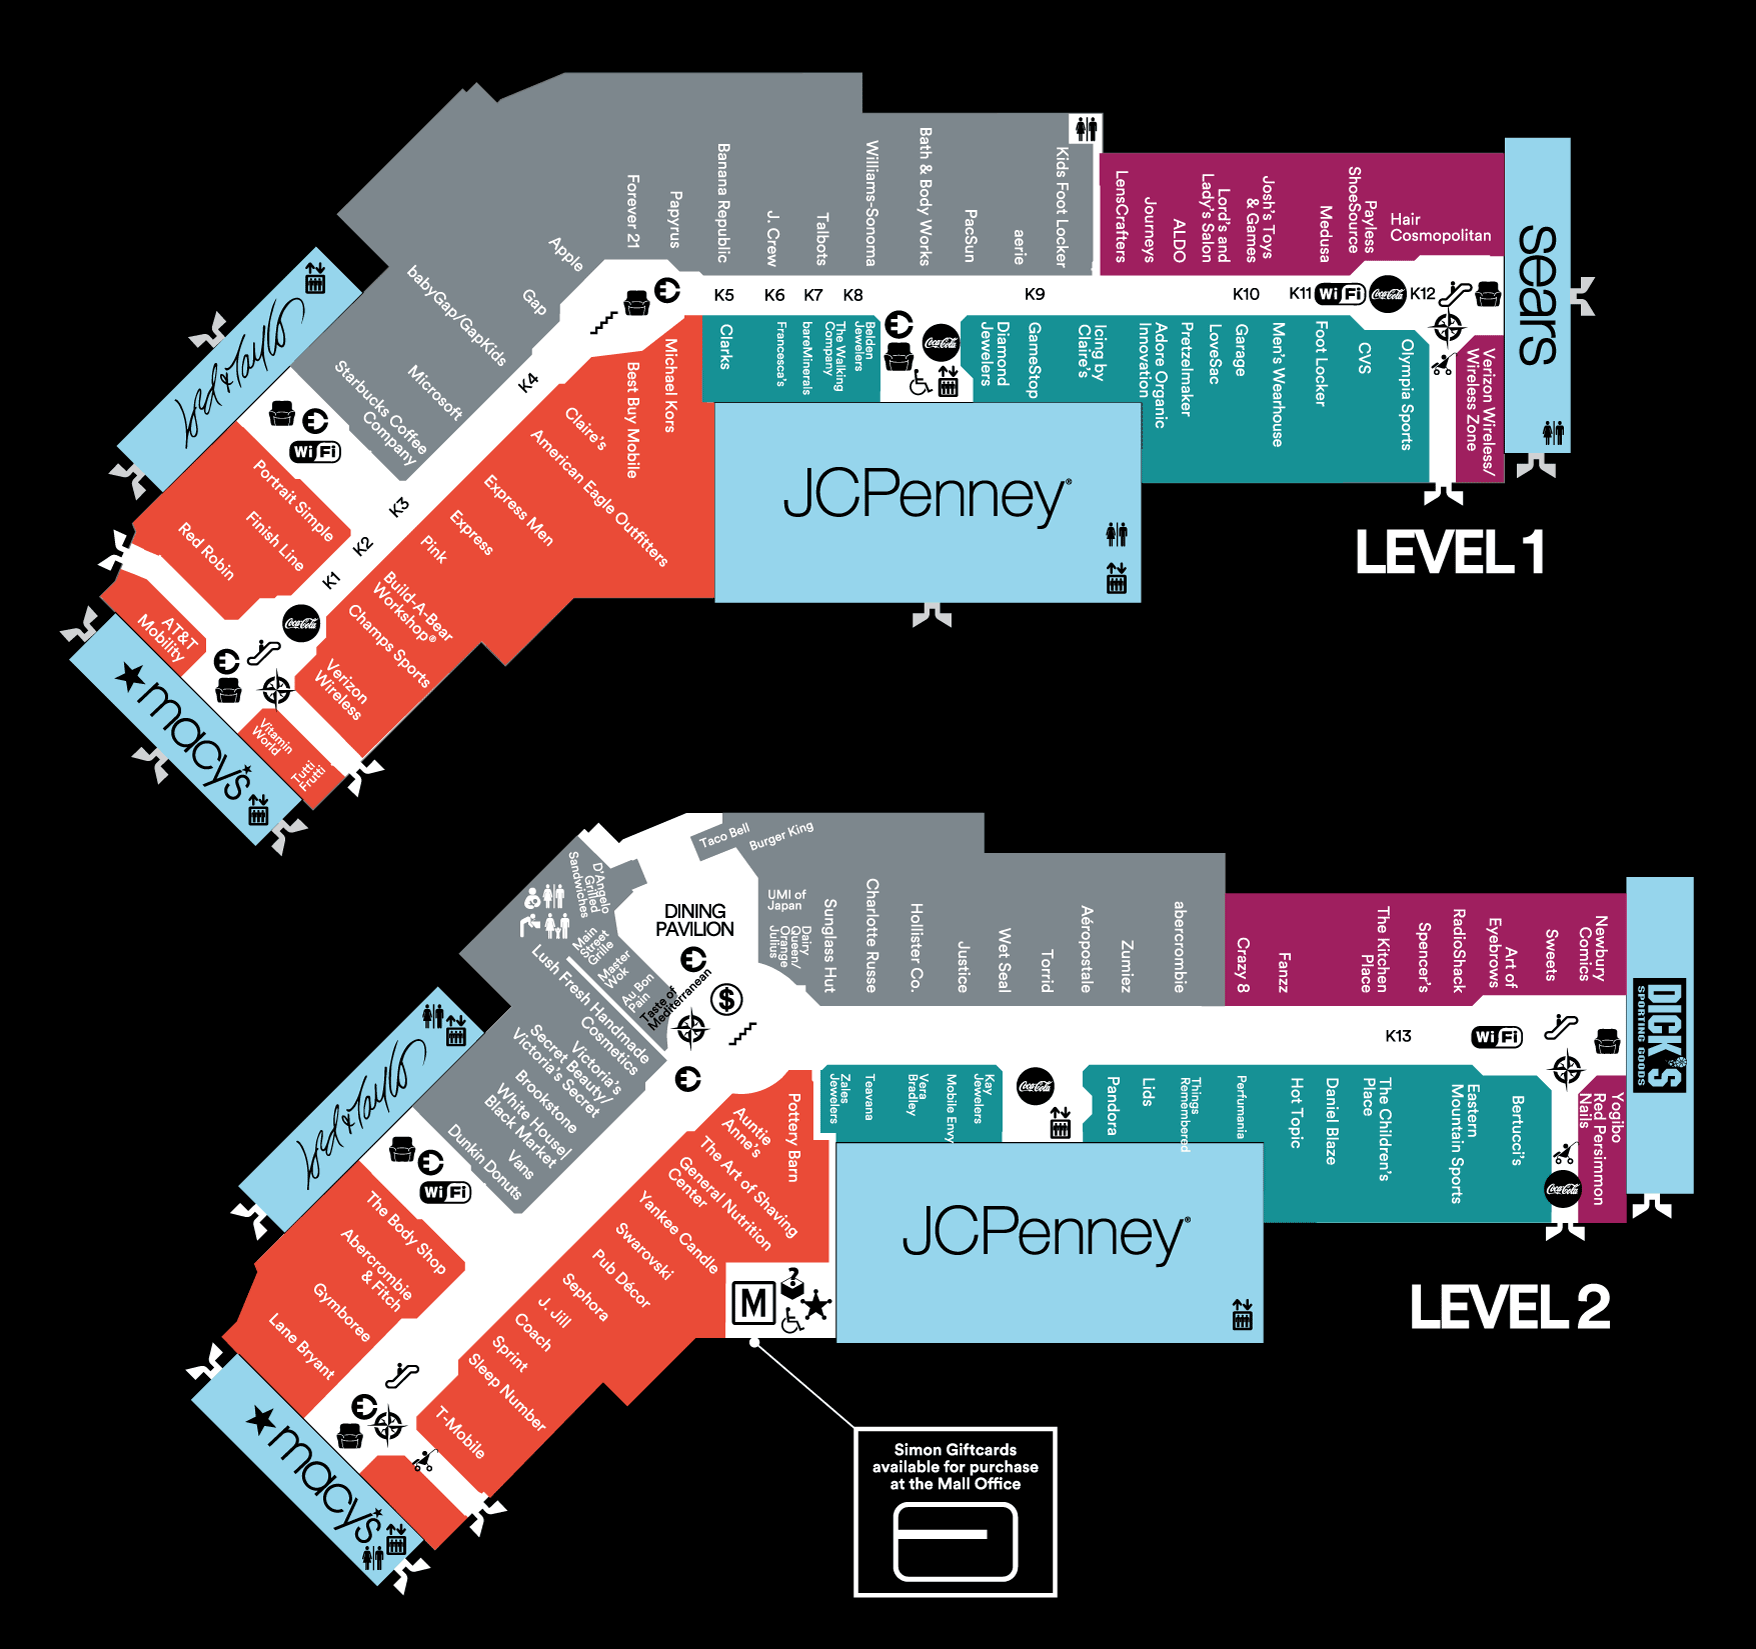 Forever 21
Papyrus
Banana Republic
J. Crew
Talbots
Williams-Sonoma
Bath & Body Works
PacSun
aerie
Kids Foot Locker
LensCrafters
Journeys
ALDO
Lord's and
Lady's Salon
Josh's Toys
& Games
Medusa
Payless
ShoeSource
Hair
Cosmopolitan
sears
Apple
Gap
babyGap/GapKids
Microsoft
Starbucks Coffee
Company
Lord & Taylor
WiFi
K5
K6
K7
K8
K9
K10
K11
WiFi
Coca-Cola
K12
K4
K3
K2
K1
Clarks
Francesca's
bareMinerals
The Walking
Company
Belden
Jewelers
Coca-Cola
Diamond
Jewelers
GameStop
Icing by
Claire's
Adore Organic
Innovation
Pretzelmaker
LoveSac
Garage
Men's Wearhouse
Foot Locker
CVS
Olympia Sports
Verizon Wireless/
Wireless Zone
Michael Kors
Best Buy Mobile
Claire's
American Eagle Outfitters
Express Men
Express
Pink
Build-A-Bear
Workshop®
Champs Sports
Verizon
Wireless
Portrait Simple
Finish Line
Red Robin
AT&T
Mobility
Coca-Cola
Vitamin
World
Tutti
Frutti
macy's
JCPenney®
LEVEL 1
Taco Bell
Burger King
D'Angelo
Grilled
Sandwiches
DINING
PAVILION
UMI of
Japan
Dairy
Queen/
Orange
Julius
Main
Street
Grille
Master
Wok
Au Bon
Pain
Taste of
Mediterranean
$
Sunglass Hut
Charlotte Russe
Hollister Co.
Justice
Wet Seal
Torrid
Aéropostale
Zumiez
abercrombie
Crazy 8
Fanzz
The Kitchen
Place
Spencer's
RadioShack
Art of
Eyebrows
Sweets
Newbury
Comics
DICK'S
SPORTING GOODS
K13
WiFi
Lush Fresh Handmade
Cosmetics
Victoria's
Secret Beauty/
Victoria's Secret
Brookstone
White House/
Black Market
Vans
Dunkin Donuts
Lord & Taylor
WiFi
Zales
Jewelers
Teavana
Vera
Bradley
Mobile Envy
Kay
Jewelers
Coca-Cola
Pandora
Lids
Things
Remembered
Perfumania
Hot Topic
Daniel Blaze
The Children's
Place
Eastern
Mountain Sports
Bertucci's
Coca-Cola
Yogibo
Red Persimmon
Nails
Pottery Barn
Auntie
Anne's
The Art of Shaving
General Nutrition
Center
Yankee Candle
Swarovski
Pub Décor
Sephora
J. Jill
Coach
Sprint
Sleep Number
T-Mobile
The Body Shop
Abercrombie
& Fitch
Gymboree
Lane Bryant
macy's
M
?
JCPenney®
LEVEL 2
Simon Giftcards
available for purchase
at the Mall Office